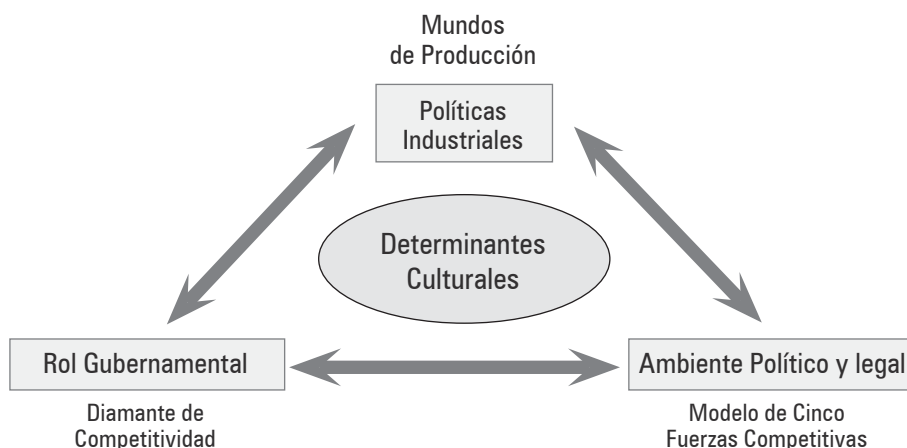 Mundos
de Producción
Políticas
Industriales
Determinantes
Culturales
Rol Gubernamental
Ambiente Político y legal
Diamante de
Competitividad
Modelo de Cinco
Fuerzas Competitivas